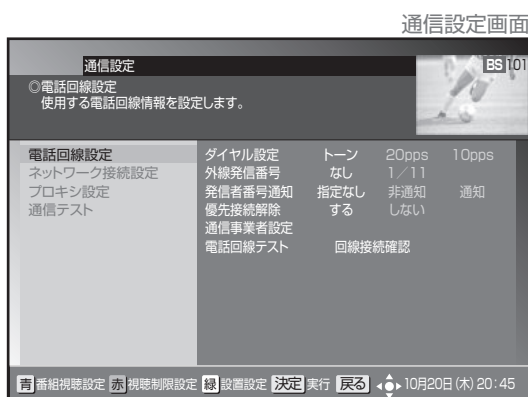 通信設定画面
通信設定
BS 101
◎電話回線設定
使用する電話回線情報を設定します。
電話回線設定
ネットワーク接続設定
プロキシ設定
通信テスト
ダイヤル設定 トーン 20pps 10pps
外線発信番号 なし 1/11
発信者番号通知 指定なし 非通知 通知
優先接続解除 する しない
通信事業者設定
電話回線テスト 回線接続確認
青 番組視聴設定 赤 視聴制限設定 緑 設置設定 決定 実行 戻る 10月20日(木) 20:45